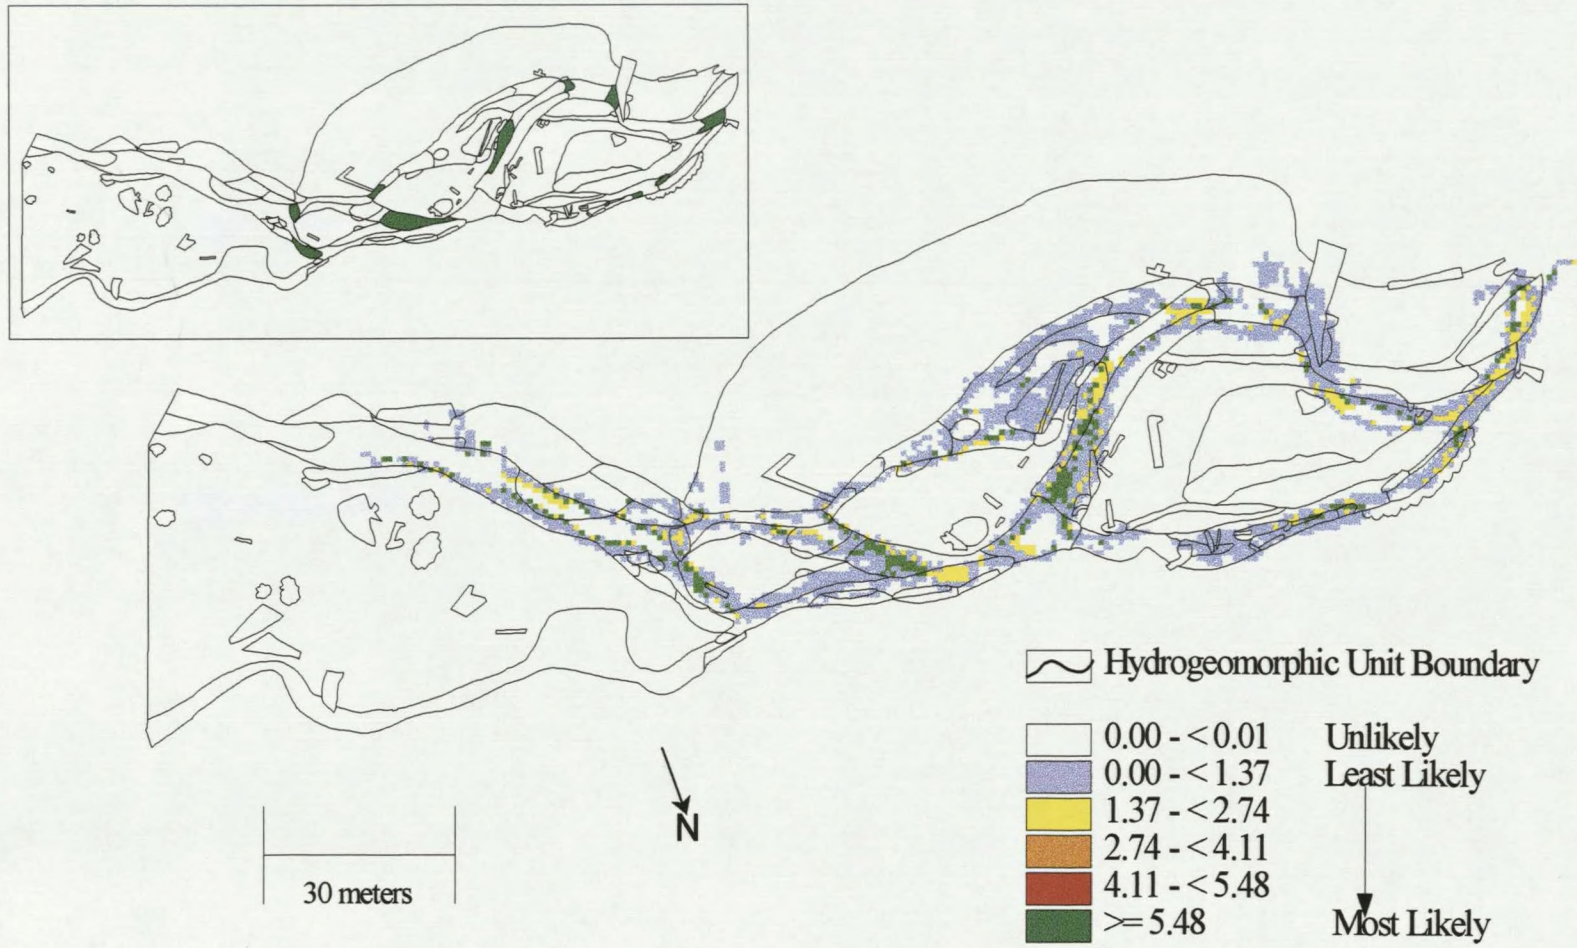 Hydrogeomorphic Unit Boundary
0.00 - < 0.01 Unlikely
0.00 - < 1.37 Least Likely
1.37 - < 2.74
2.74 - < 4.11
4.11 - < 5.48
>= 5.48 Most Likely
N
30 meters